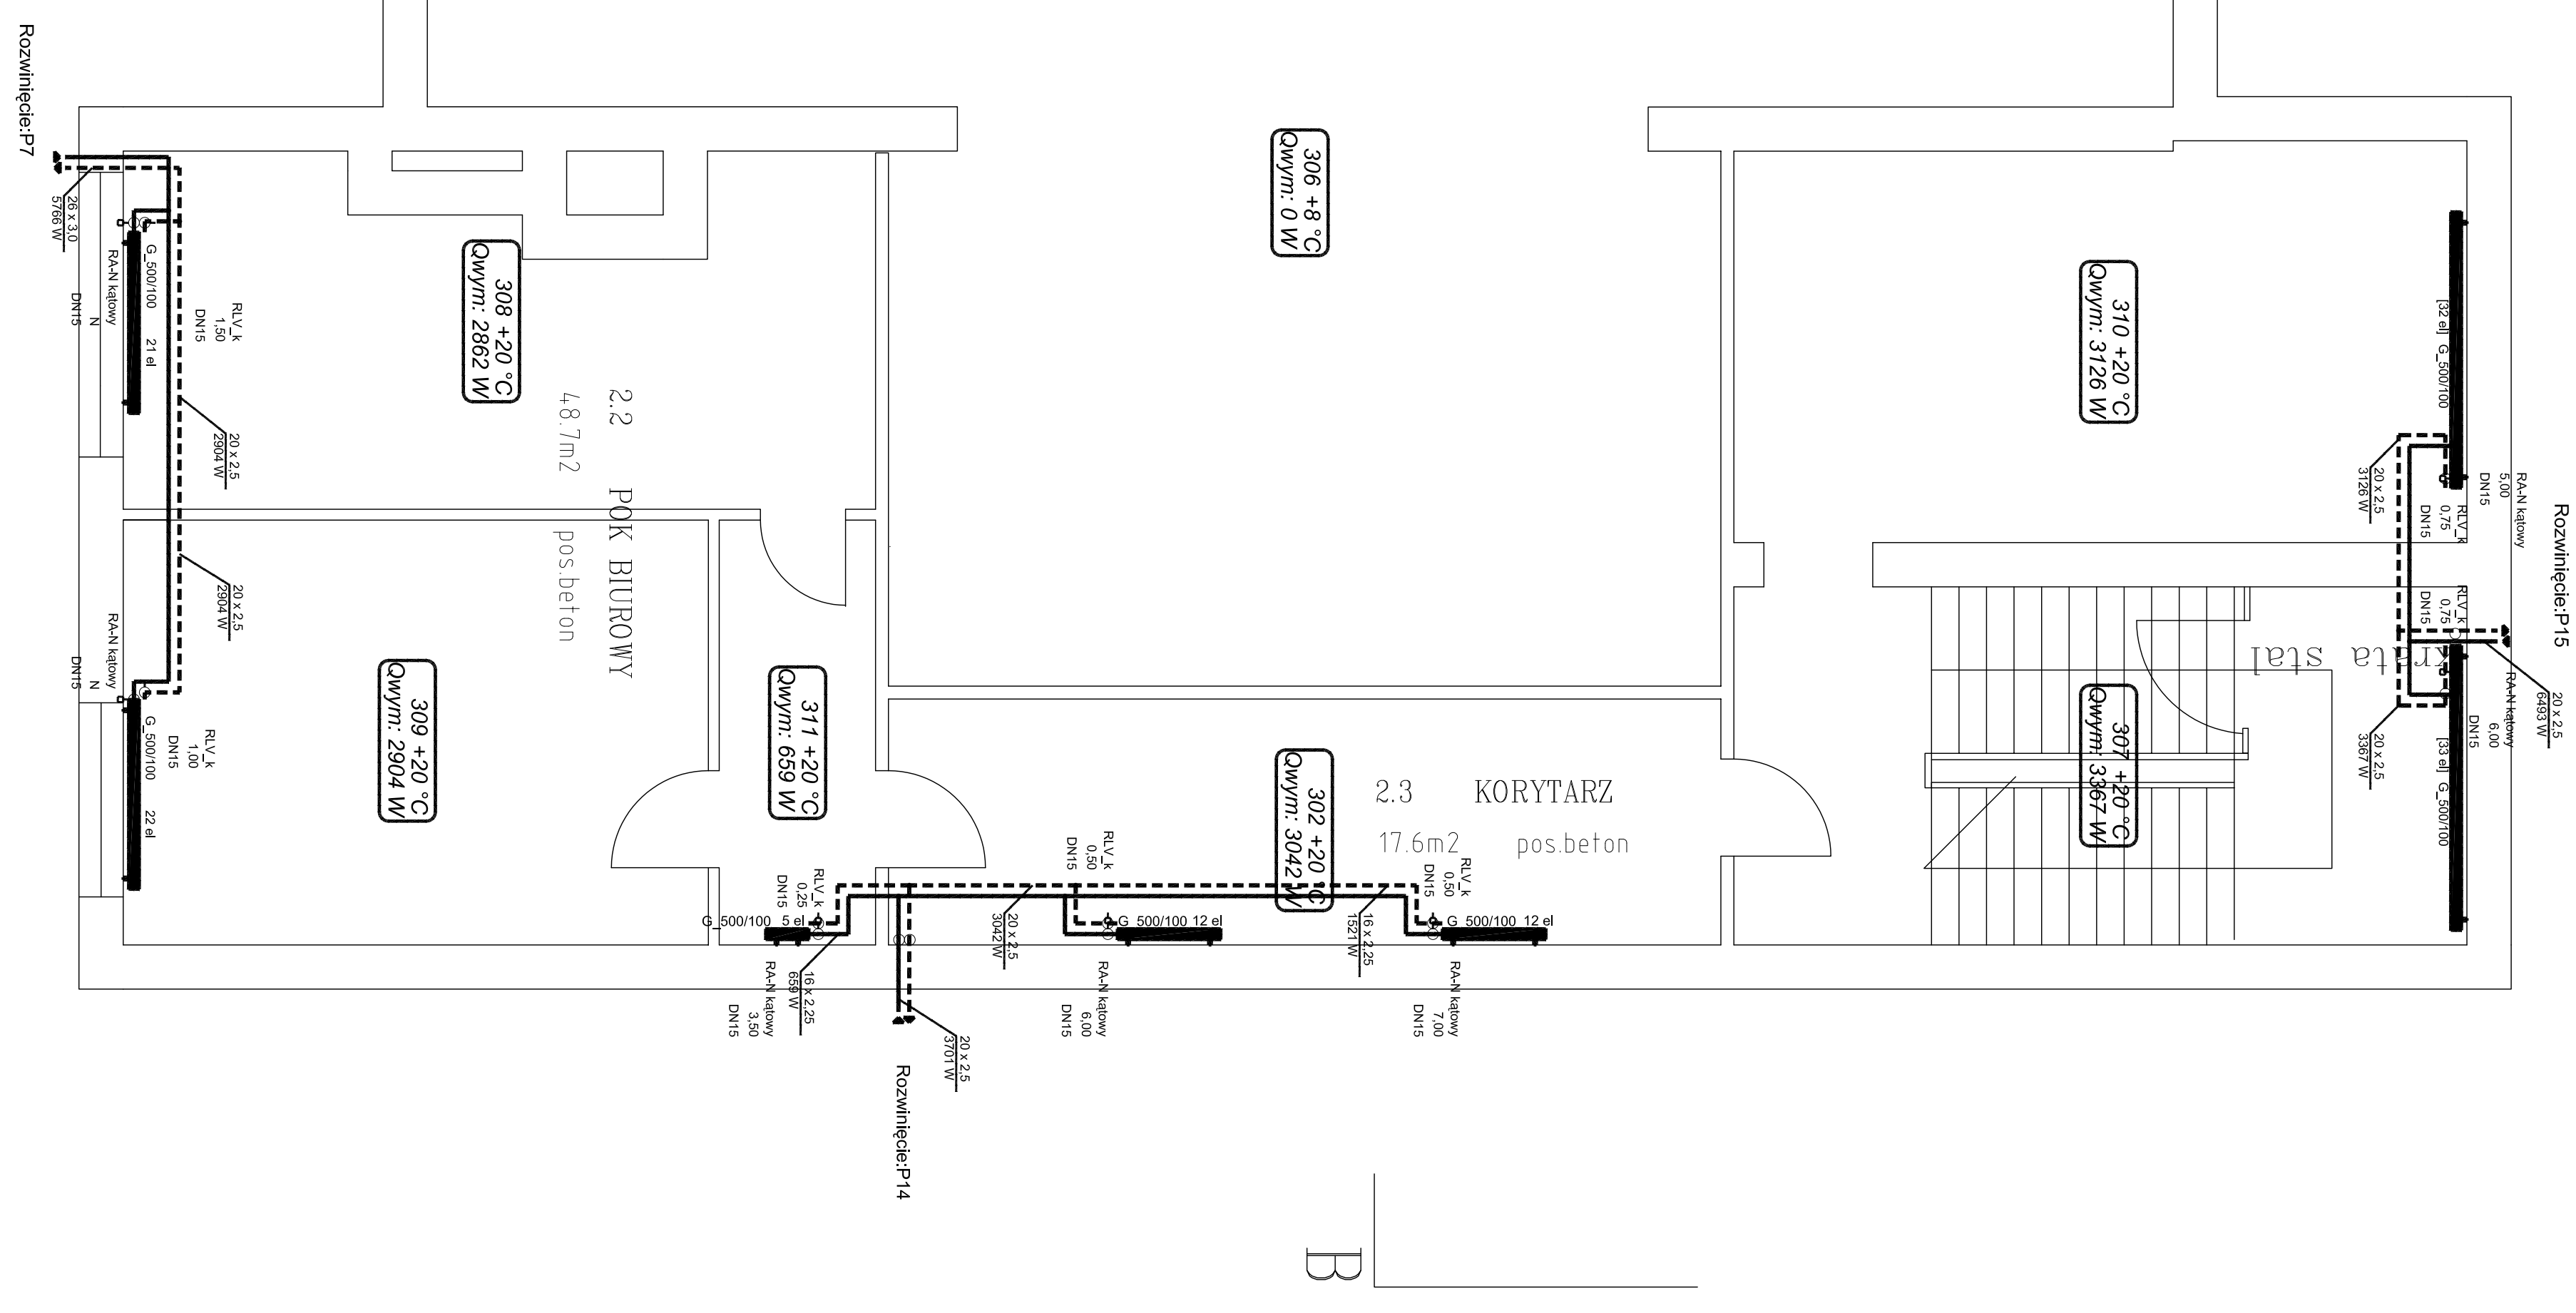 Rozwinięcie:P7
26 x 3,0
5766 W
RA-N kątowy
N
DN15
G_500/100 21 el
RLV_k
1,50
DN15
20 x 2,5
2904 W
308 +20 °C
Qwym: 2862 W
2.2 POK BIUROWY
48.7m2 pos.beton
20 x 2,5
2904 W
RA-N kątowy
N
DN15
G_500/100 22 el
RLV_k
1,00
DN15
309 +20 °C
Qwym: 2904 W
311 +20 °C
Qwym: 659 W
306 +8 °C
Qwym: 0 W
302 +20 °C
Qwym: 3042 W
2.3 KORYTARZ
17.6m2 pos.beton
RLV_k
0,25
DN15
G_500/100 5 el
RA-N kątowy
3,50
DN15
16 x 2,25
659 W
20 x 2,5
3701 W
Rozwinięcie:P14
20 x 2,5
3042 W
RLV_k
0,50
DN15
G_500/100 12 el
RA-N kątowy
6,00
DN15
16 x 2,25
1521 W
RLV_k
0,50
DN15
G_500/100 12 el
RA-N kątowy
7,00
DN15
310 +20 °C
Qwym: 3126 W
[32 el] G_500/100
20 x 2,5
3126 W
RA-N kątowy
5,00
DN15
RLV_k
0,75
DN15
RLV_k
0,75
DN15
krata stal
307 +20 °C
Qwym: 3367 W
20 x 2,5
3367 W
RA-N kątowy
6,00
DN15
[33 el] G_500/100
20 x 2,5
6493 W
Rozwinięcie:P15
B